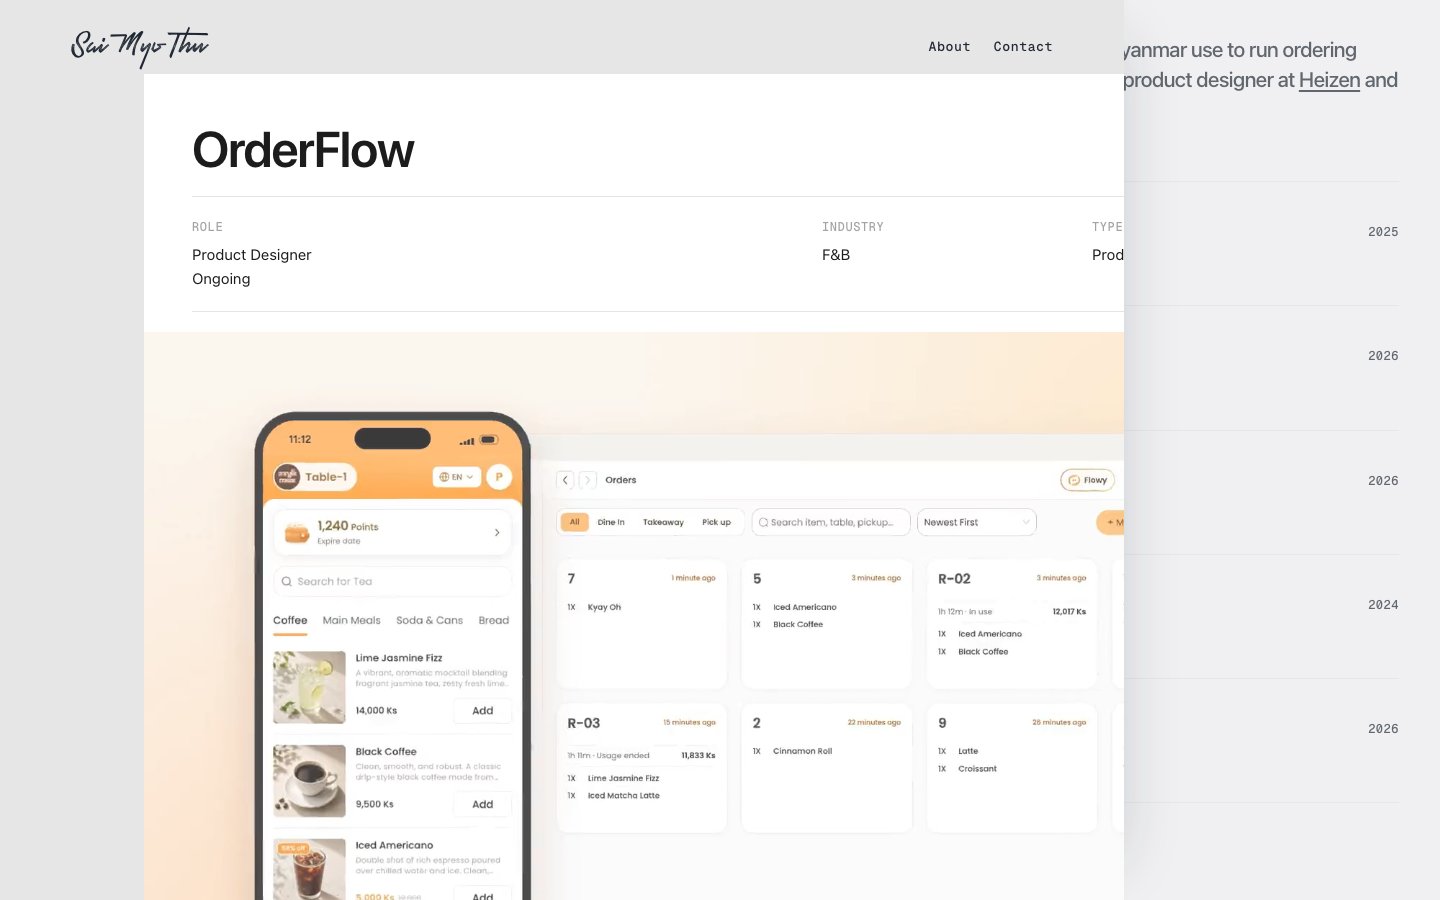 Sai Myo Thu
About Contact
yanmar use to run ordering
product designer at Heizen and
OrderFlow
ROLE
Product Designer
Ongoing
INDUSTRY
F&B
TYPE
Prod
2025
2026
2026
2024
2026
11:12
Table-1
EN
P
1,240 Points
Expire date
Search for Tea
Coffee Main Meals Soda & Cans Bread
Lime Jasmine Fizz
A vibrant, aromatic mocktail blending
fragrant jasmine tea, zesty fresh lime...
14,000 Ks Add
Black Coffee
Clean, smooth, and robust. A classic
drip-style black coffee made from...
9,500 Ks Add
58% off
Iced Americano
Double shot of rich espresso poured
over chilled water and ice. Clean,...
5,000 Ks Add
Orders
Flowy
All Dine In Takeaway Pick up
Search item, table, pickup...
Newest First
+ M
7 1 minute ago
1X Kyay Oh
5 3 minutes ago
1X Iced Americano
1X Black Coffee
R-02 3 minutes ago
1h 12m · In use 12,017 Ks
1X Iced Americano
1X Black Coffee
R-03 15 minutes ago
1h 11m · Usage ended 11,833 Ks
1X Lime Jasmine Fizz
1X Iced Matcha Latte
2 22 minutes ago
1X Cinnamon Roll
9 26 minutes ago
1X Latte
1X Croissant